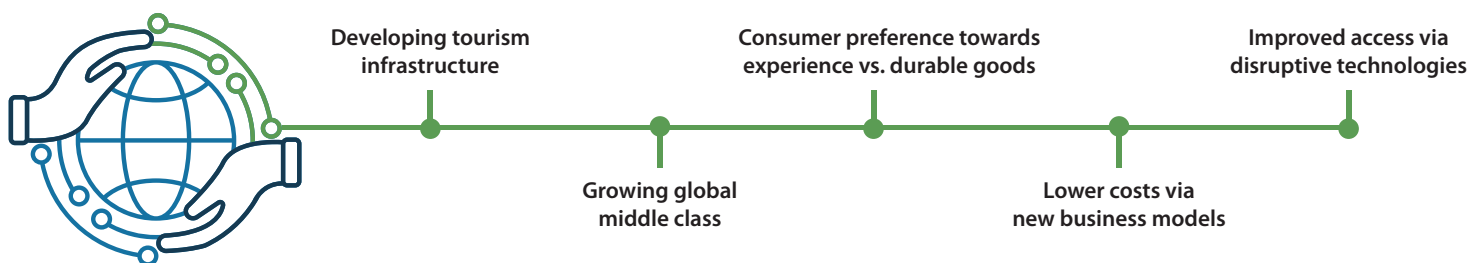 Developing tourism
infrastructure
Growing global
middle class
Consumer preference towards
experience vs. durable goods
Lower costs via
new business models
Improved access via
disruptive technologies